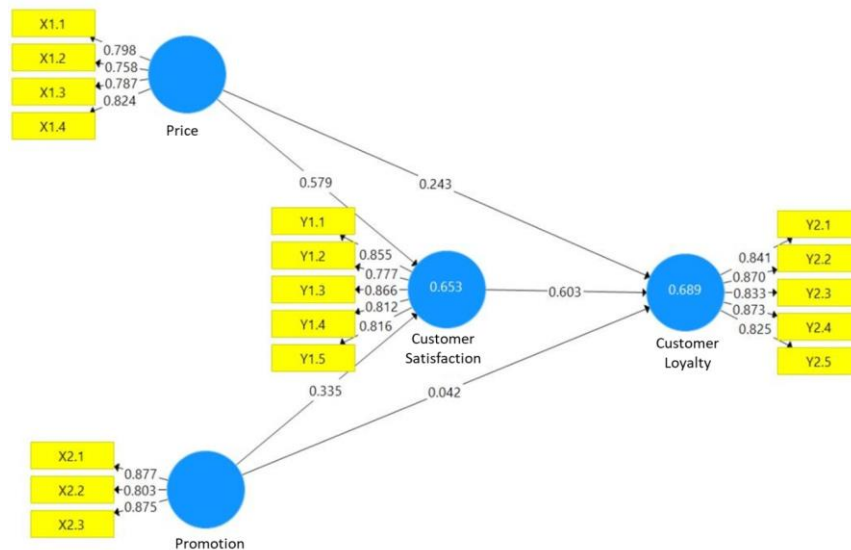 X1.1
X1.2
X1.3
X1.4
0.798
0.758
0.787
0.824
Price
0.579
0.243
Y1.1
Y1.2
Y1.3
Y1.4
Y1.5
0.855
0.777
0.866
0.812
0.816
0.653
Customer
Satisfaction
0.603
0.689
Customer
Loyalty
0.841
0.870
0.833
0.873
0.825
Y2.1
Y2.2
Y2.3
Y2.4
Y2.5
0.335
0.042
X2.1
X2.2
X2.3
0.877
0.803
0.875
Promotion